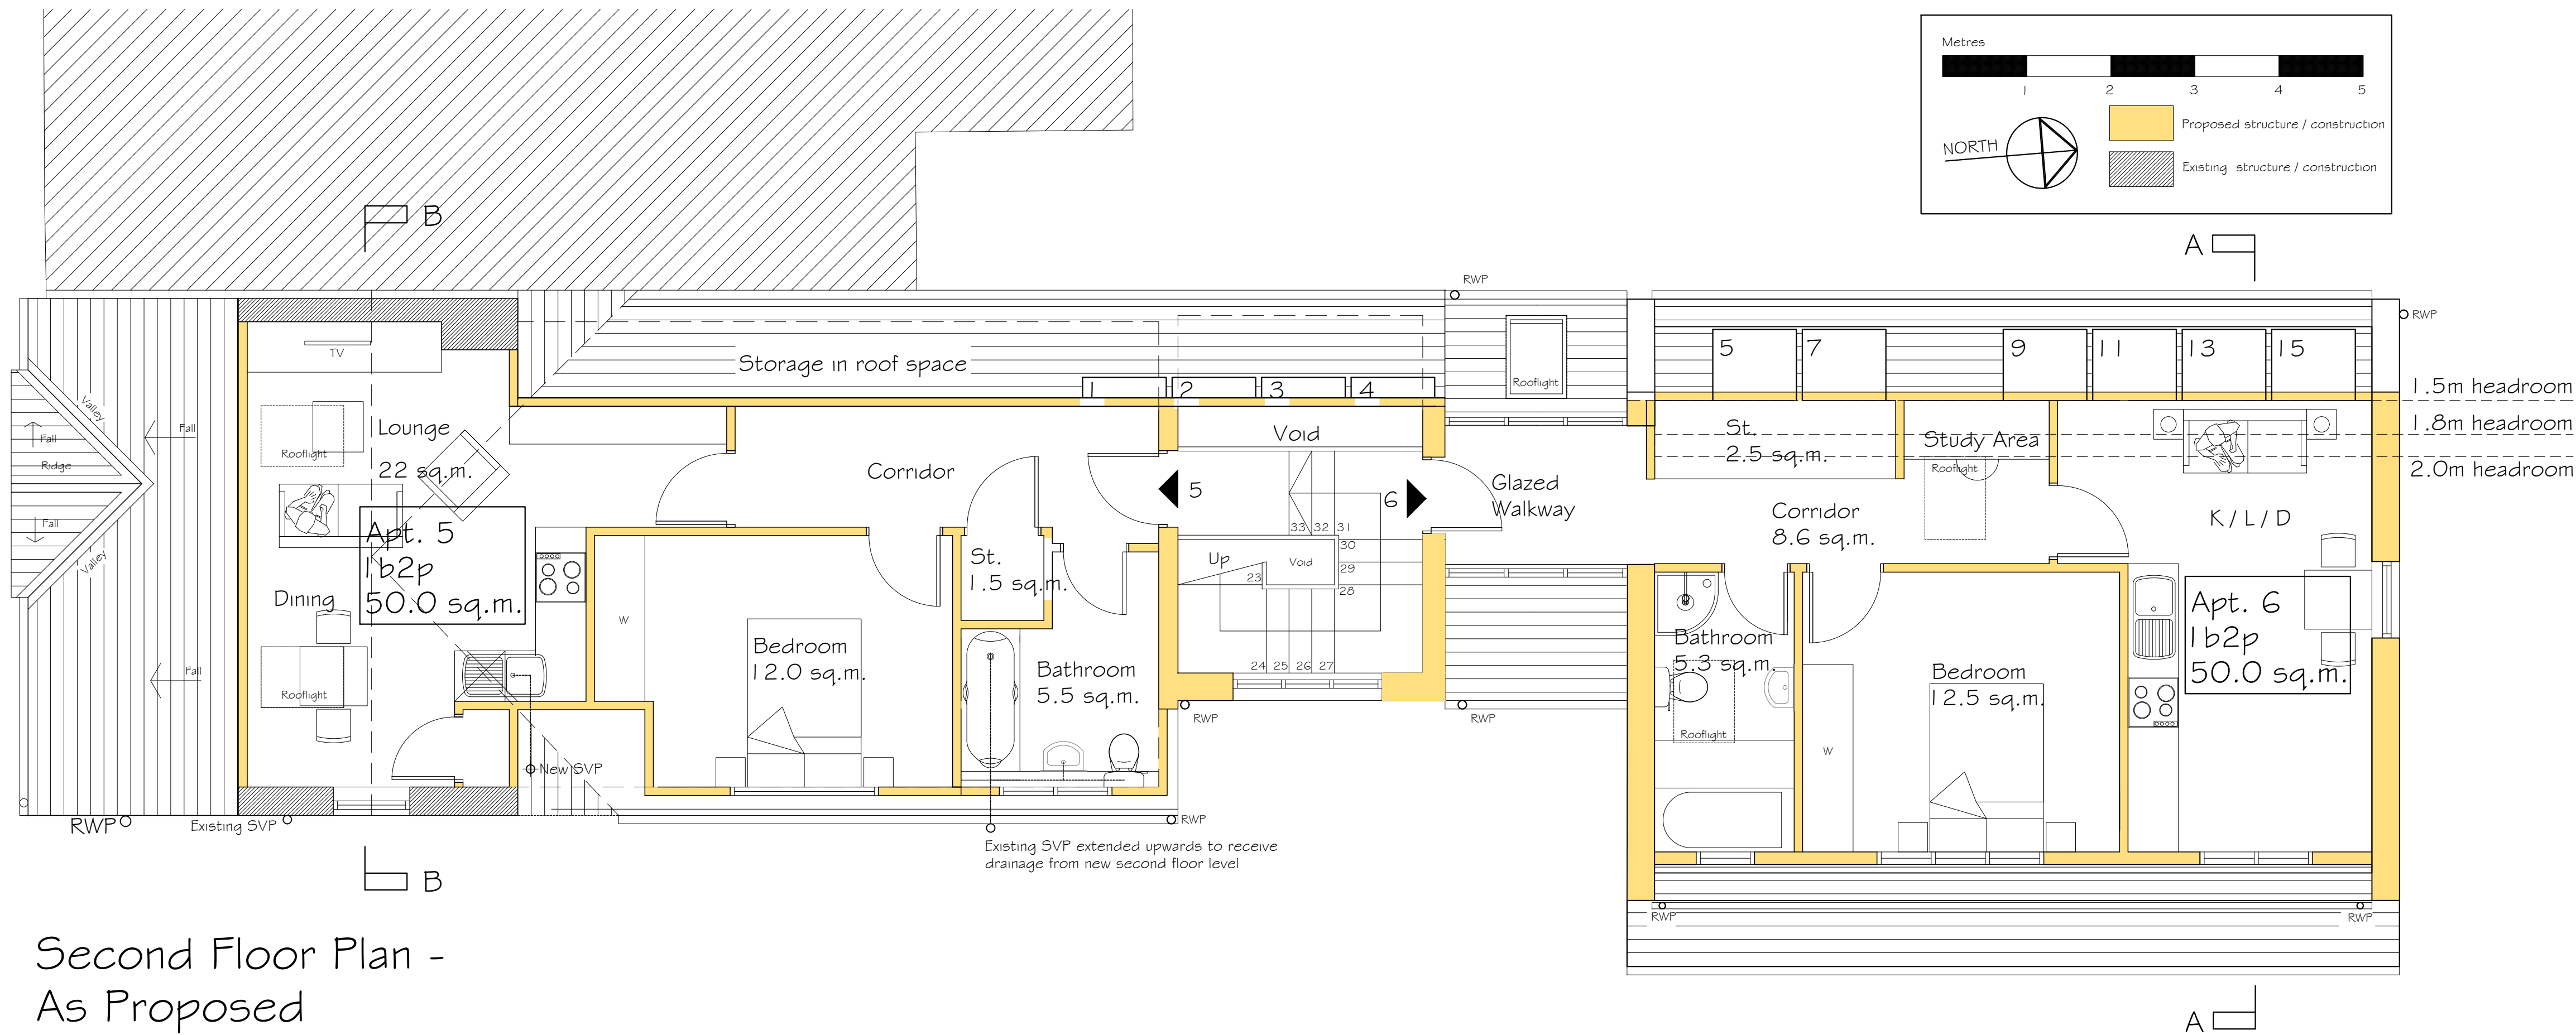 Metres
1
2
3
4
5
NORTH
Proposed structure / construction
Existing structure / construction
B
A
RWP
RWP
TV
Storage in roof space
Rooflight
5
7
9
11
13
15
1
2
3
4
1.5m headroom
1.8m headroom
2.0m headroom
Valley
Fall
Fall
Ridge
Fall
Valley
Fall
Rooflight
Lounge
22 sq.m.
Corridor
Void
5
6
Glazed
Walkway
St.
2.5 sq.m.
Study Area
Rooflight
Corridor
8.6 sq.m.
K / L / D
Apt. 5
1b2p
50.0 sq.m.
Dining
Rooflight
W
Bedroom
12.0 sq.m.
St.
1.5 sq.m.
Bathroom
5.5 sq.m.
33
32
31
30
29
28
Up
23
Void
24
25
26
27
Bathroom
5.3 sq.m.
Rooflight
W
Bedroom
12.5 sq.m.
Apt. 6
1b2p
50.0 sq.m.
New SVP
RWP
RWP
RWP
Existing SVP
RWP
Existing SVP extended upwards to receive
drainage from new second floor level
B
RWP
RWP
A
Second Floor Plan -
As Proposed